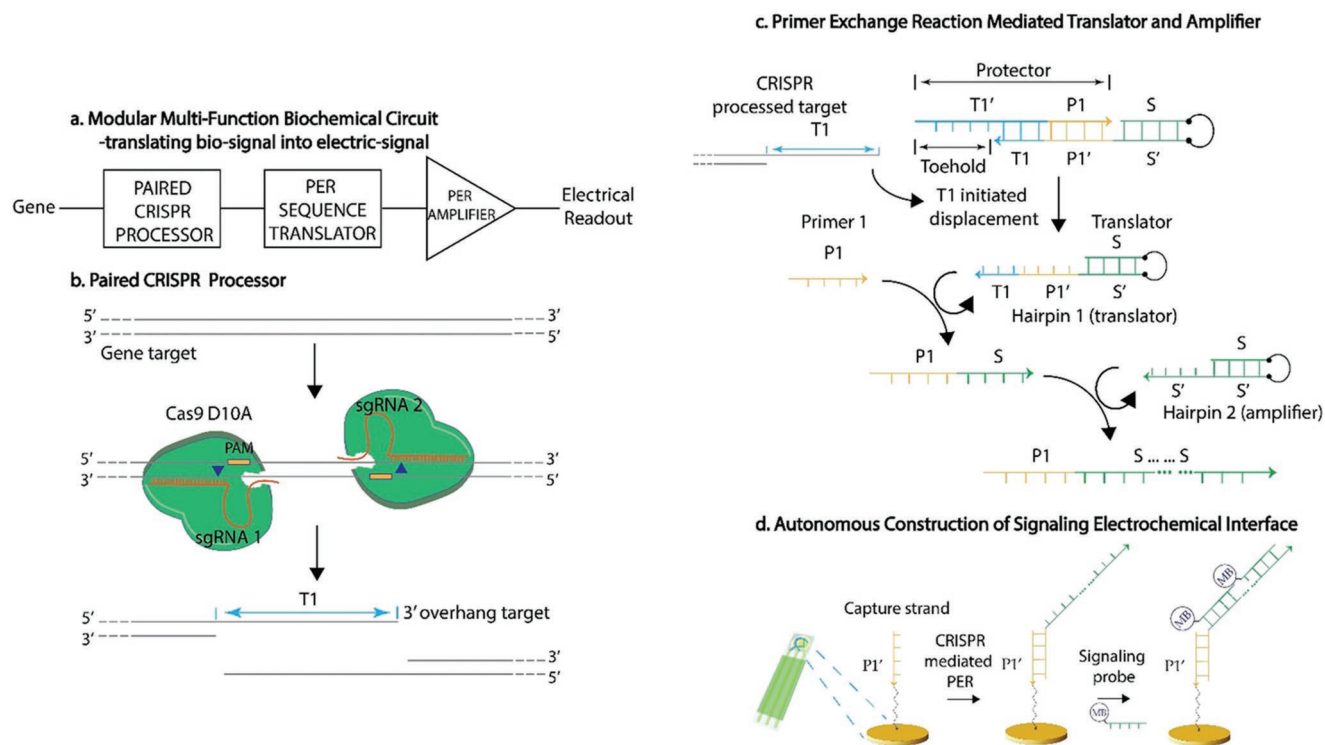 a. Modular Multi-Function Biochemical Circuit
-translating bio-signal into electric-signal
Gene
PAIRED
CRISPR
PROCESSOR
PER
SEQUENCE
TRANSLATOR
PER
AMPLIFIER
Electrical
Readout
b. Paired CRISPR Processor
5' 3'
3' 5'
Gene target
Cas9 D10A
sgRNA 2
PAM
5' 3'
3' 5'
sgRNA 1
T1
5' 3' overhang target
3'
3'
5'
c. Primer Exchange Reaction Mediated Translator and Amplifier
Protector
CRISPR
processed target
T1
T1' P1 S
Toehold T1 P1' S'
T1 initiated
displacement
Primer 1
P1
Translator
S
T1 P1' S'
Hairpin 1 (translator)
P1 S
S
S' S'
Hairpin 2 (amplifier)
P1 S ... ... S
d. Autonomous Construction of Signaling Electrochemical Interface
Capture strand
P1'
CRISPR
mediated
PER
P1'
Signaling
probe
MB
MB
MB
P1'